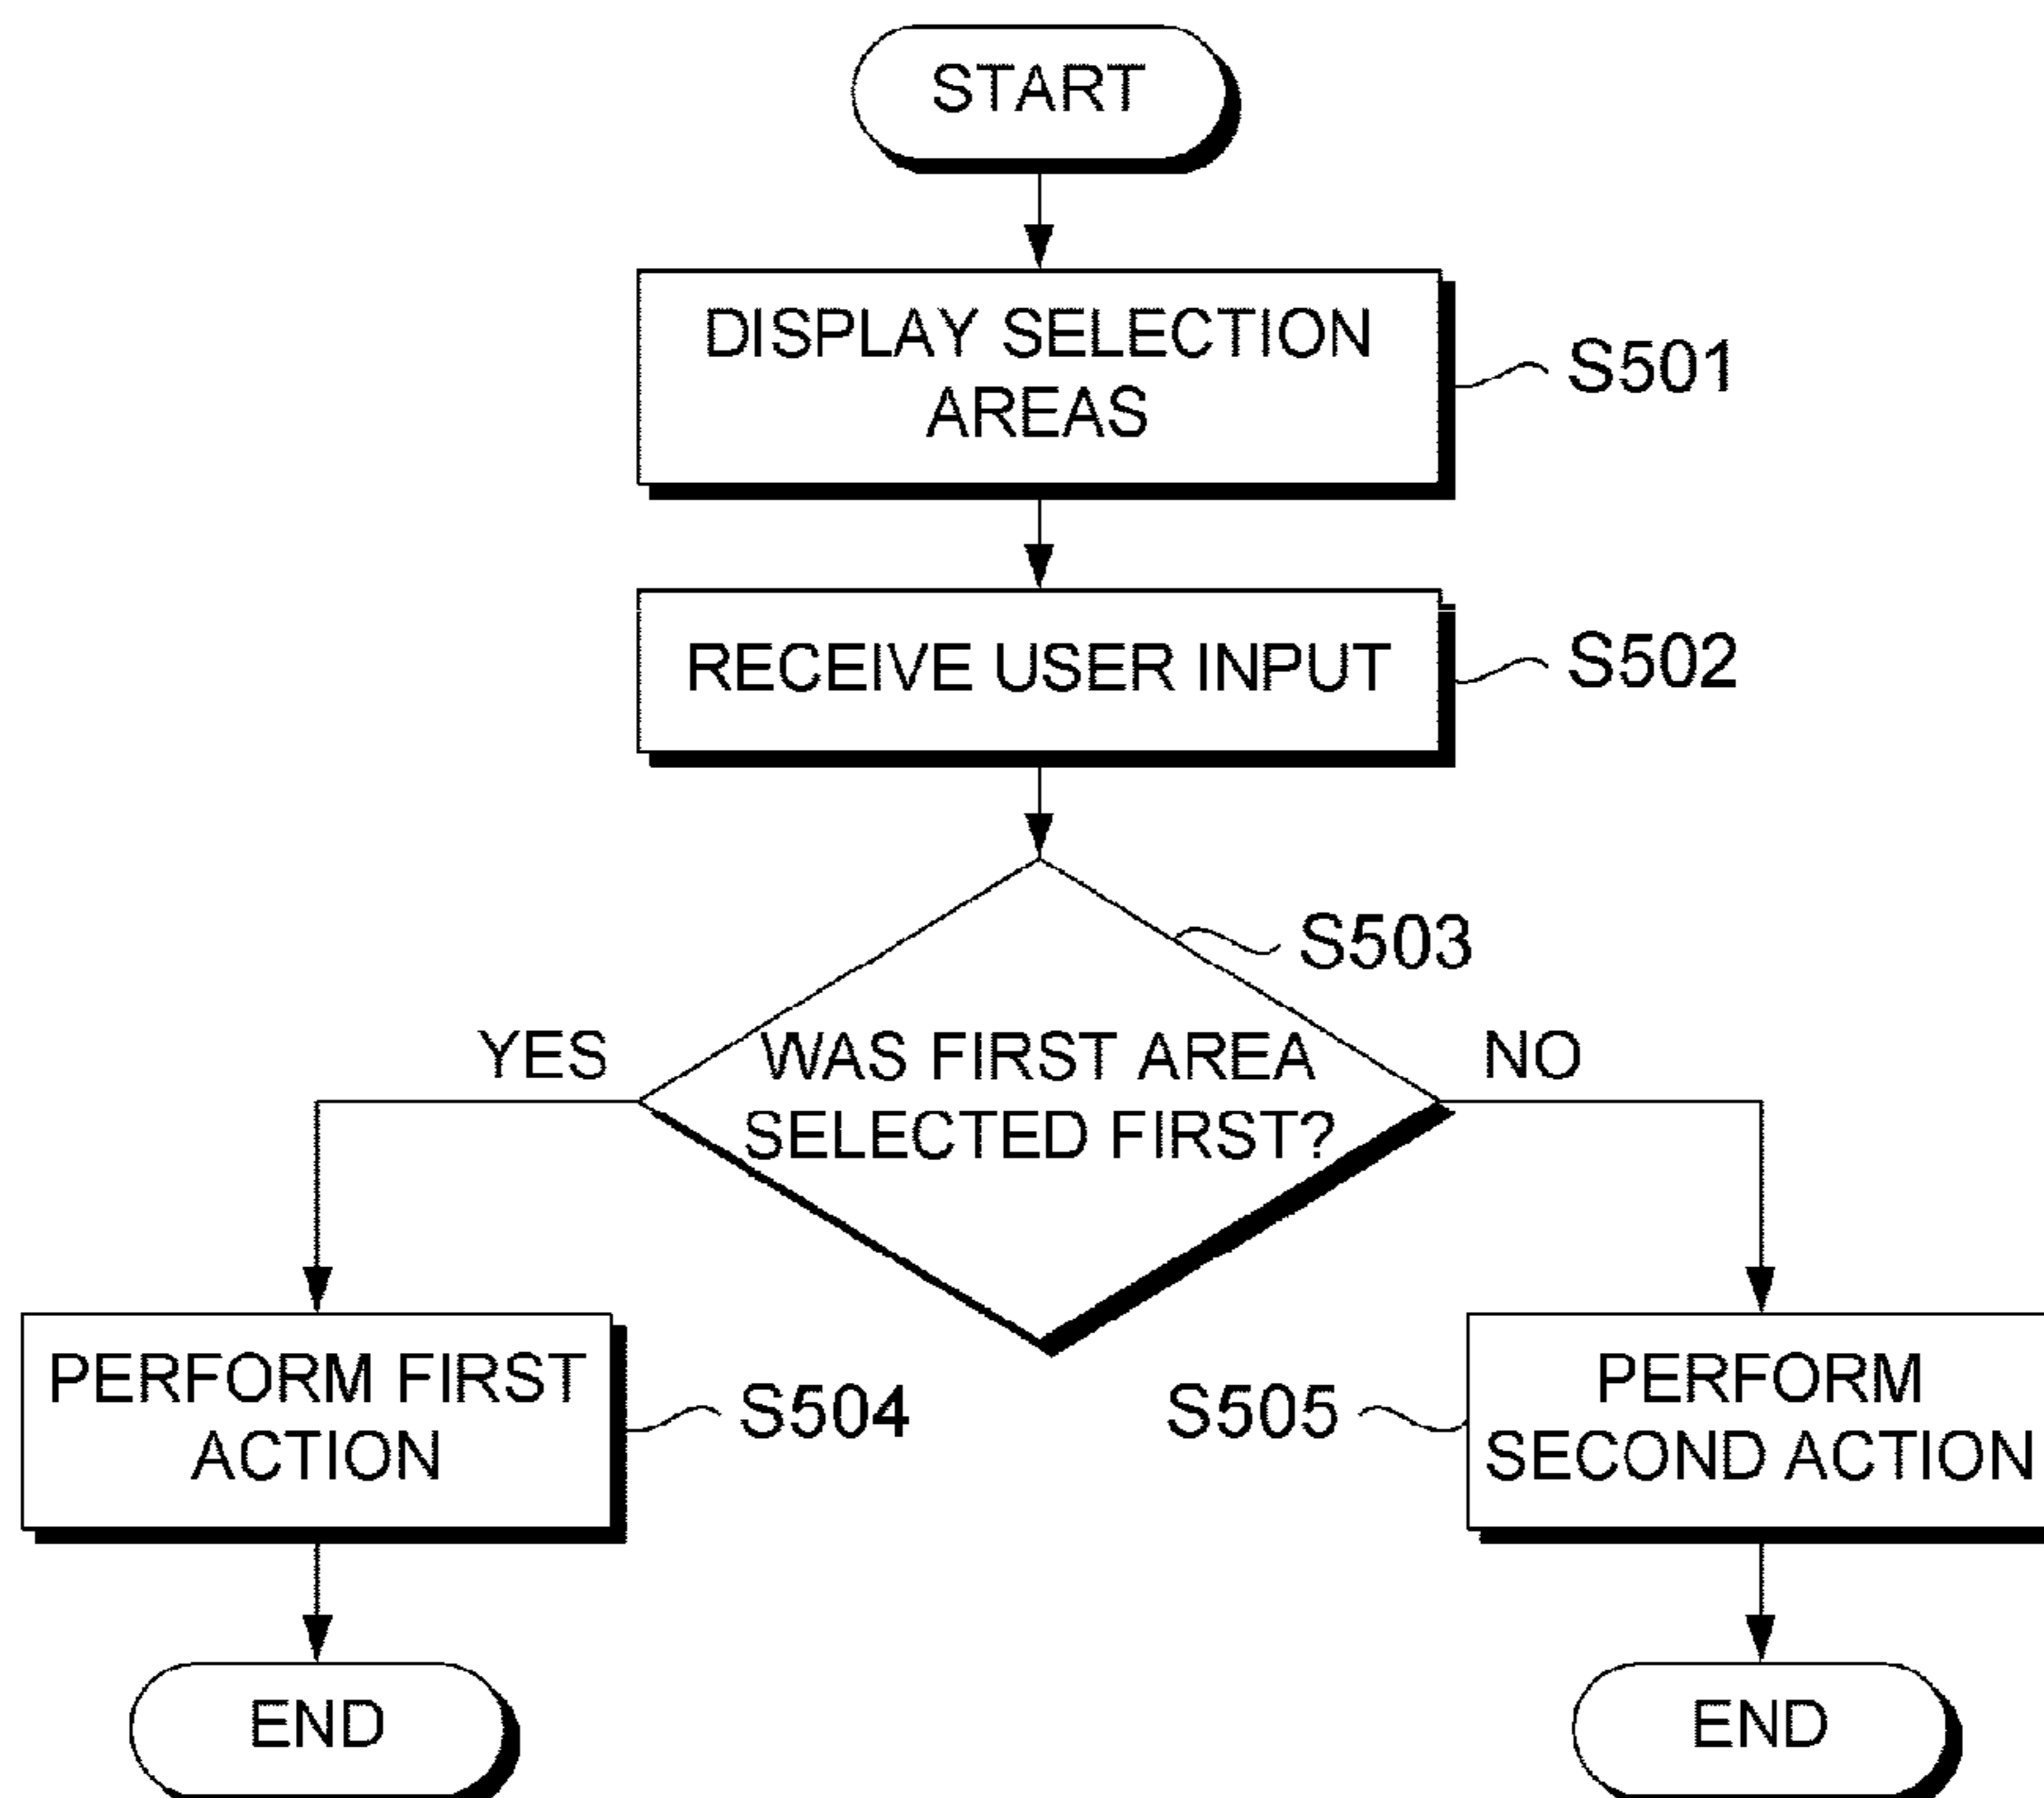 START
DISPLAY SELECTION
AREAS
S501
RECEIVE USER INPUT
S502
S503
YES
WAS FIRST AREA
SELECTED FIRST?
NO
PERFORM FIRST
ACTION
S504
S505
PERFORM
SECOND ACTION
END
END